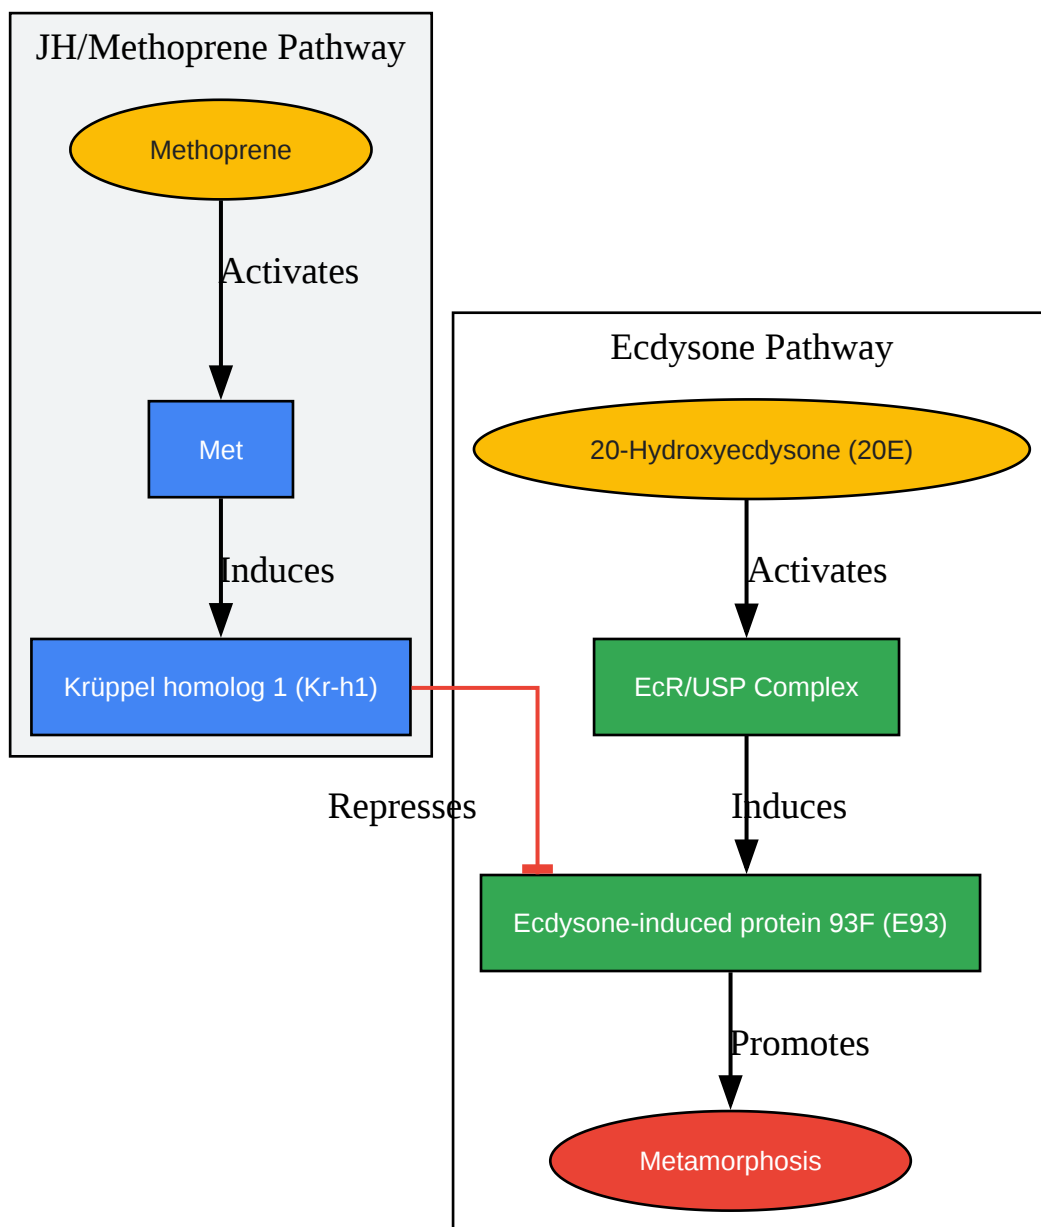 JH/Methoprene Pathway
Methoprene
Activates
Met
Induces
Krüppel homolog 1 (Kr-h1)
Represses
Ecdysone Pathway
20-Hydroxyecdysone (20E)
Activates
EcR/USP Complex
Induces
Ecdysone-induced protein 93F (E93)
Promotes
Metamorphosis